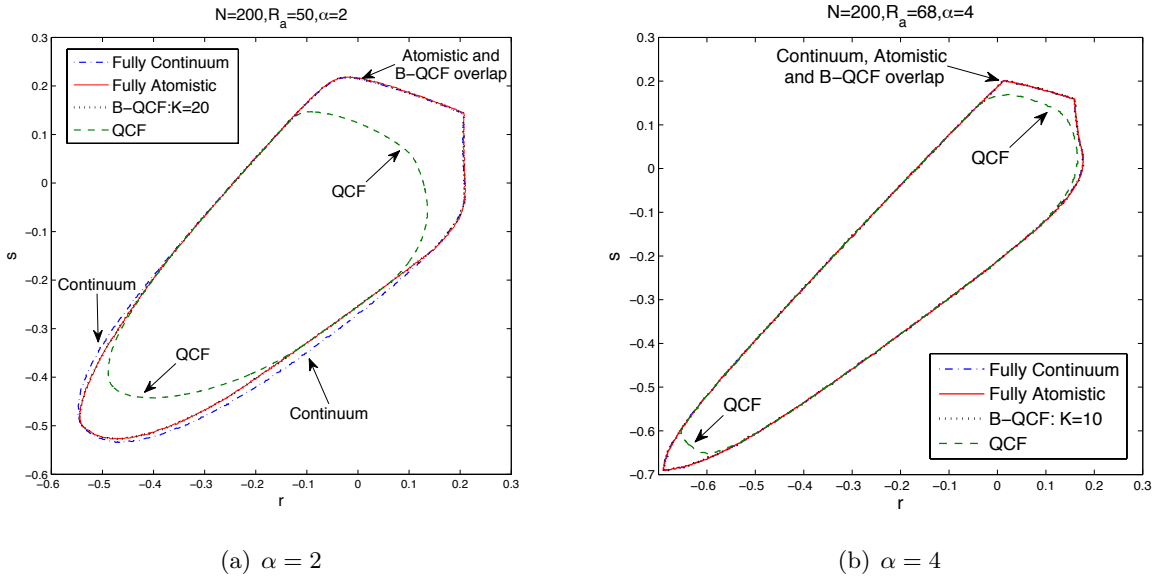 N=200,R_a=50,α=2
0.3
0.2
0.1
0
−0.1
−0.2
−0.3
−0.4
−0.5
−0.6
s
Fully Continuum
Fully Atomistic
B−QCF:K=20
QCF
Atomistic and
B−QCF overlap
QCF
Continuum
QCF
Continuum
−0.6 −0.5 −0.4 −0.3 −0.2 −0.1 0 0.1 0.2 0.3
r
(a) α = 2
N=200,R_a=68,α=4
0.3
0.2
0.1
0
−0.1
−0.2
−0.3
−0.4
−0.5
−0.6
−0.7
s
Continuum, Atomistic
and B−QCF overlap
QCF
QCF
Fully Continuum
Fully Atomistic
B−QCF: K=10
QCF
−0.6 −0.5 −0.4 −0.3 −0.2 −0.1 0 0.1 0.2 0.3
r
(b) α = 4